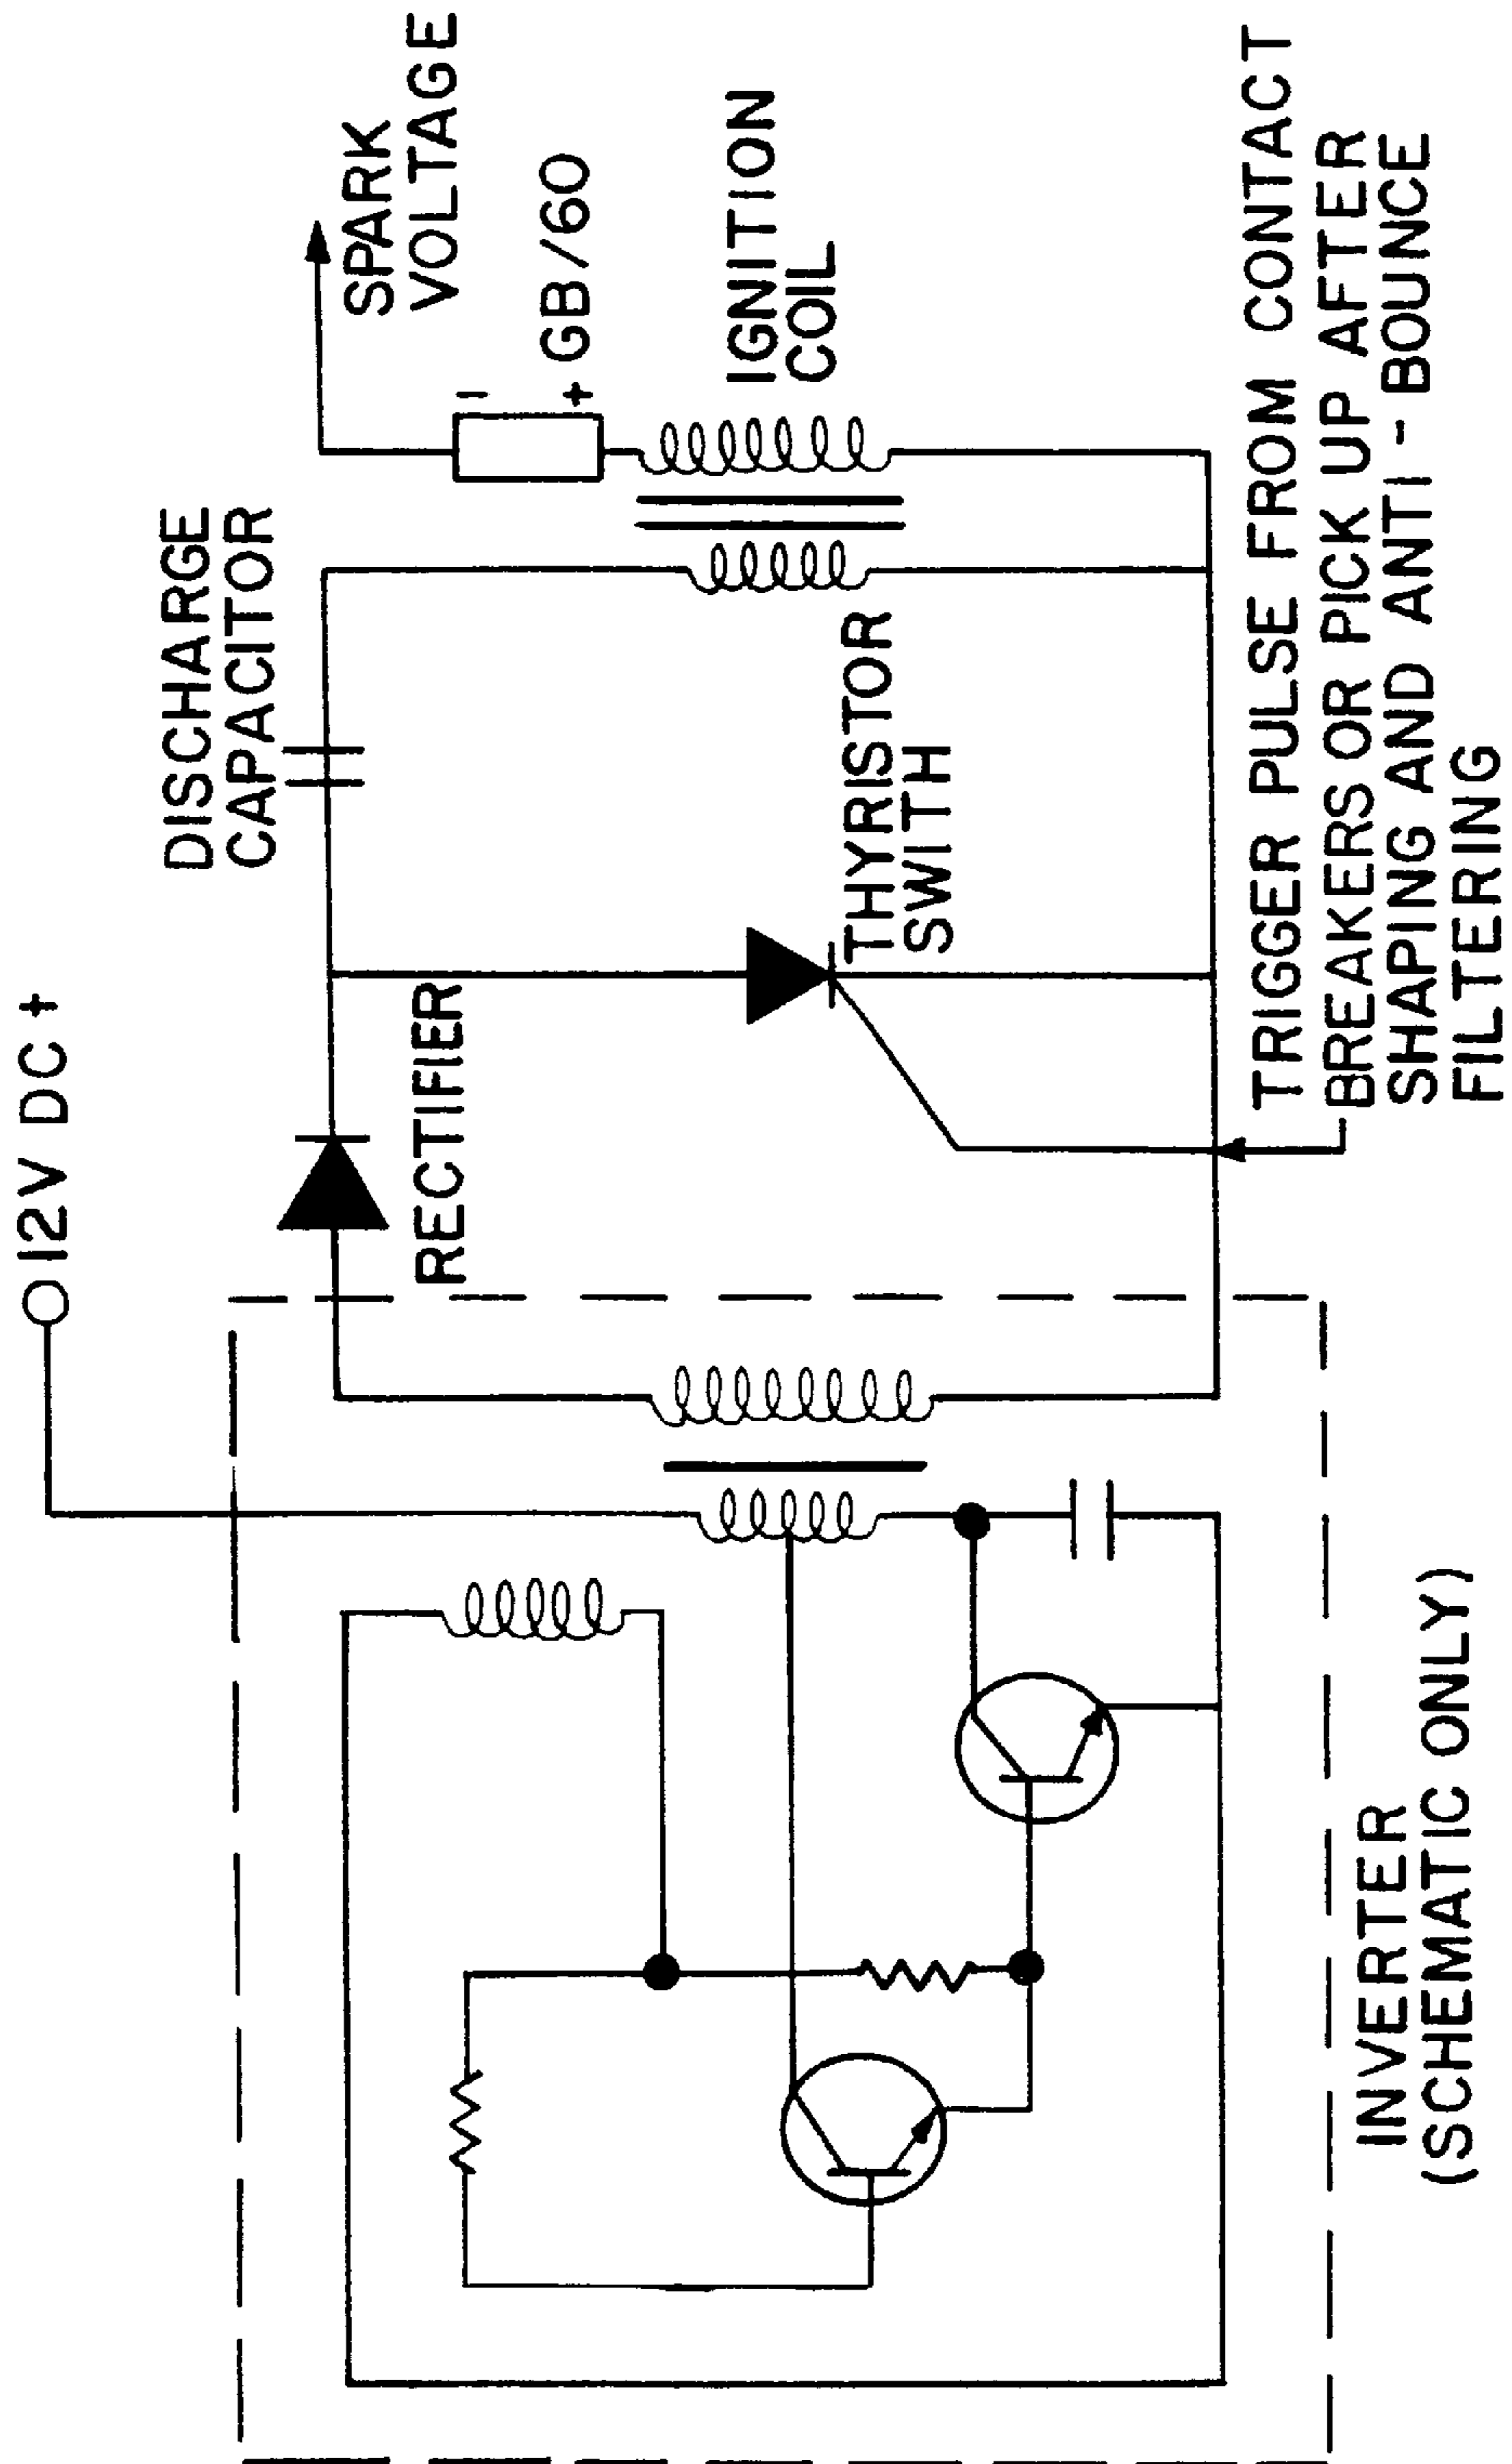 12V DC +
DISCHARGE
CAPACITOR
SPARK
VOLTAGE
RECTIFIER
-
+ GB/60
THYRISTOR
SWITH
IGNITION
COIL
TRIGGER PULSE FROM CONTACT
BREAKERS OR PICK UP AFTER
SHAPING AND ANTI - BOUNCE
FILTERING
INVERTER
(SCHEMATIC ONLY)